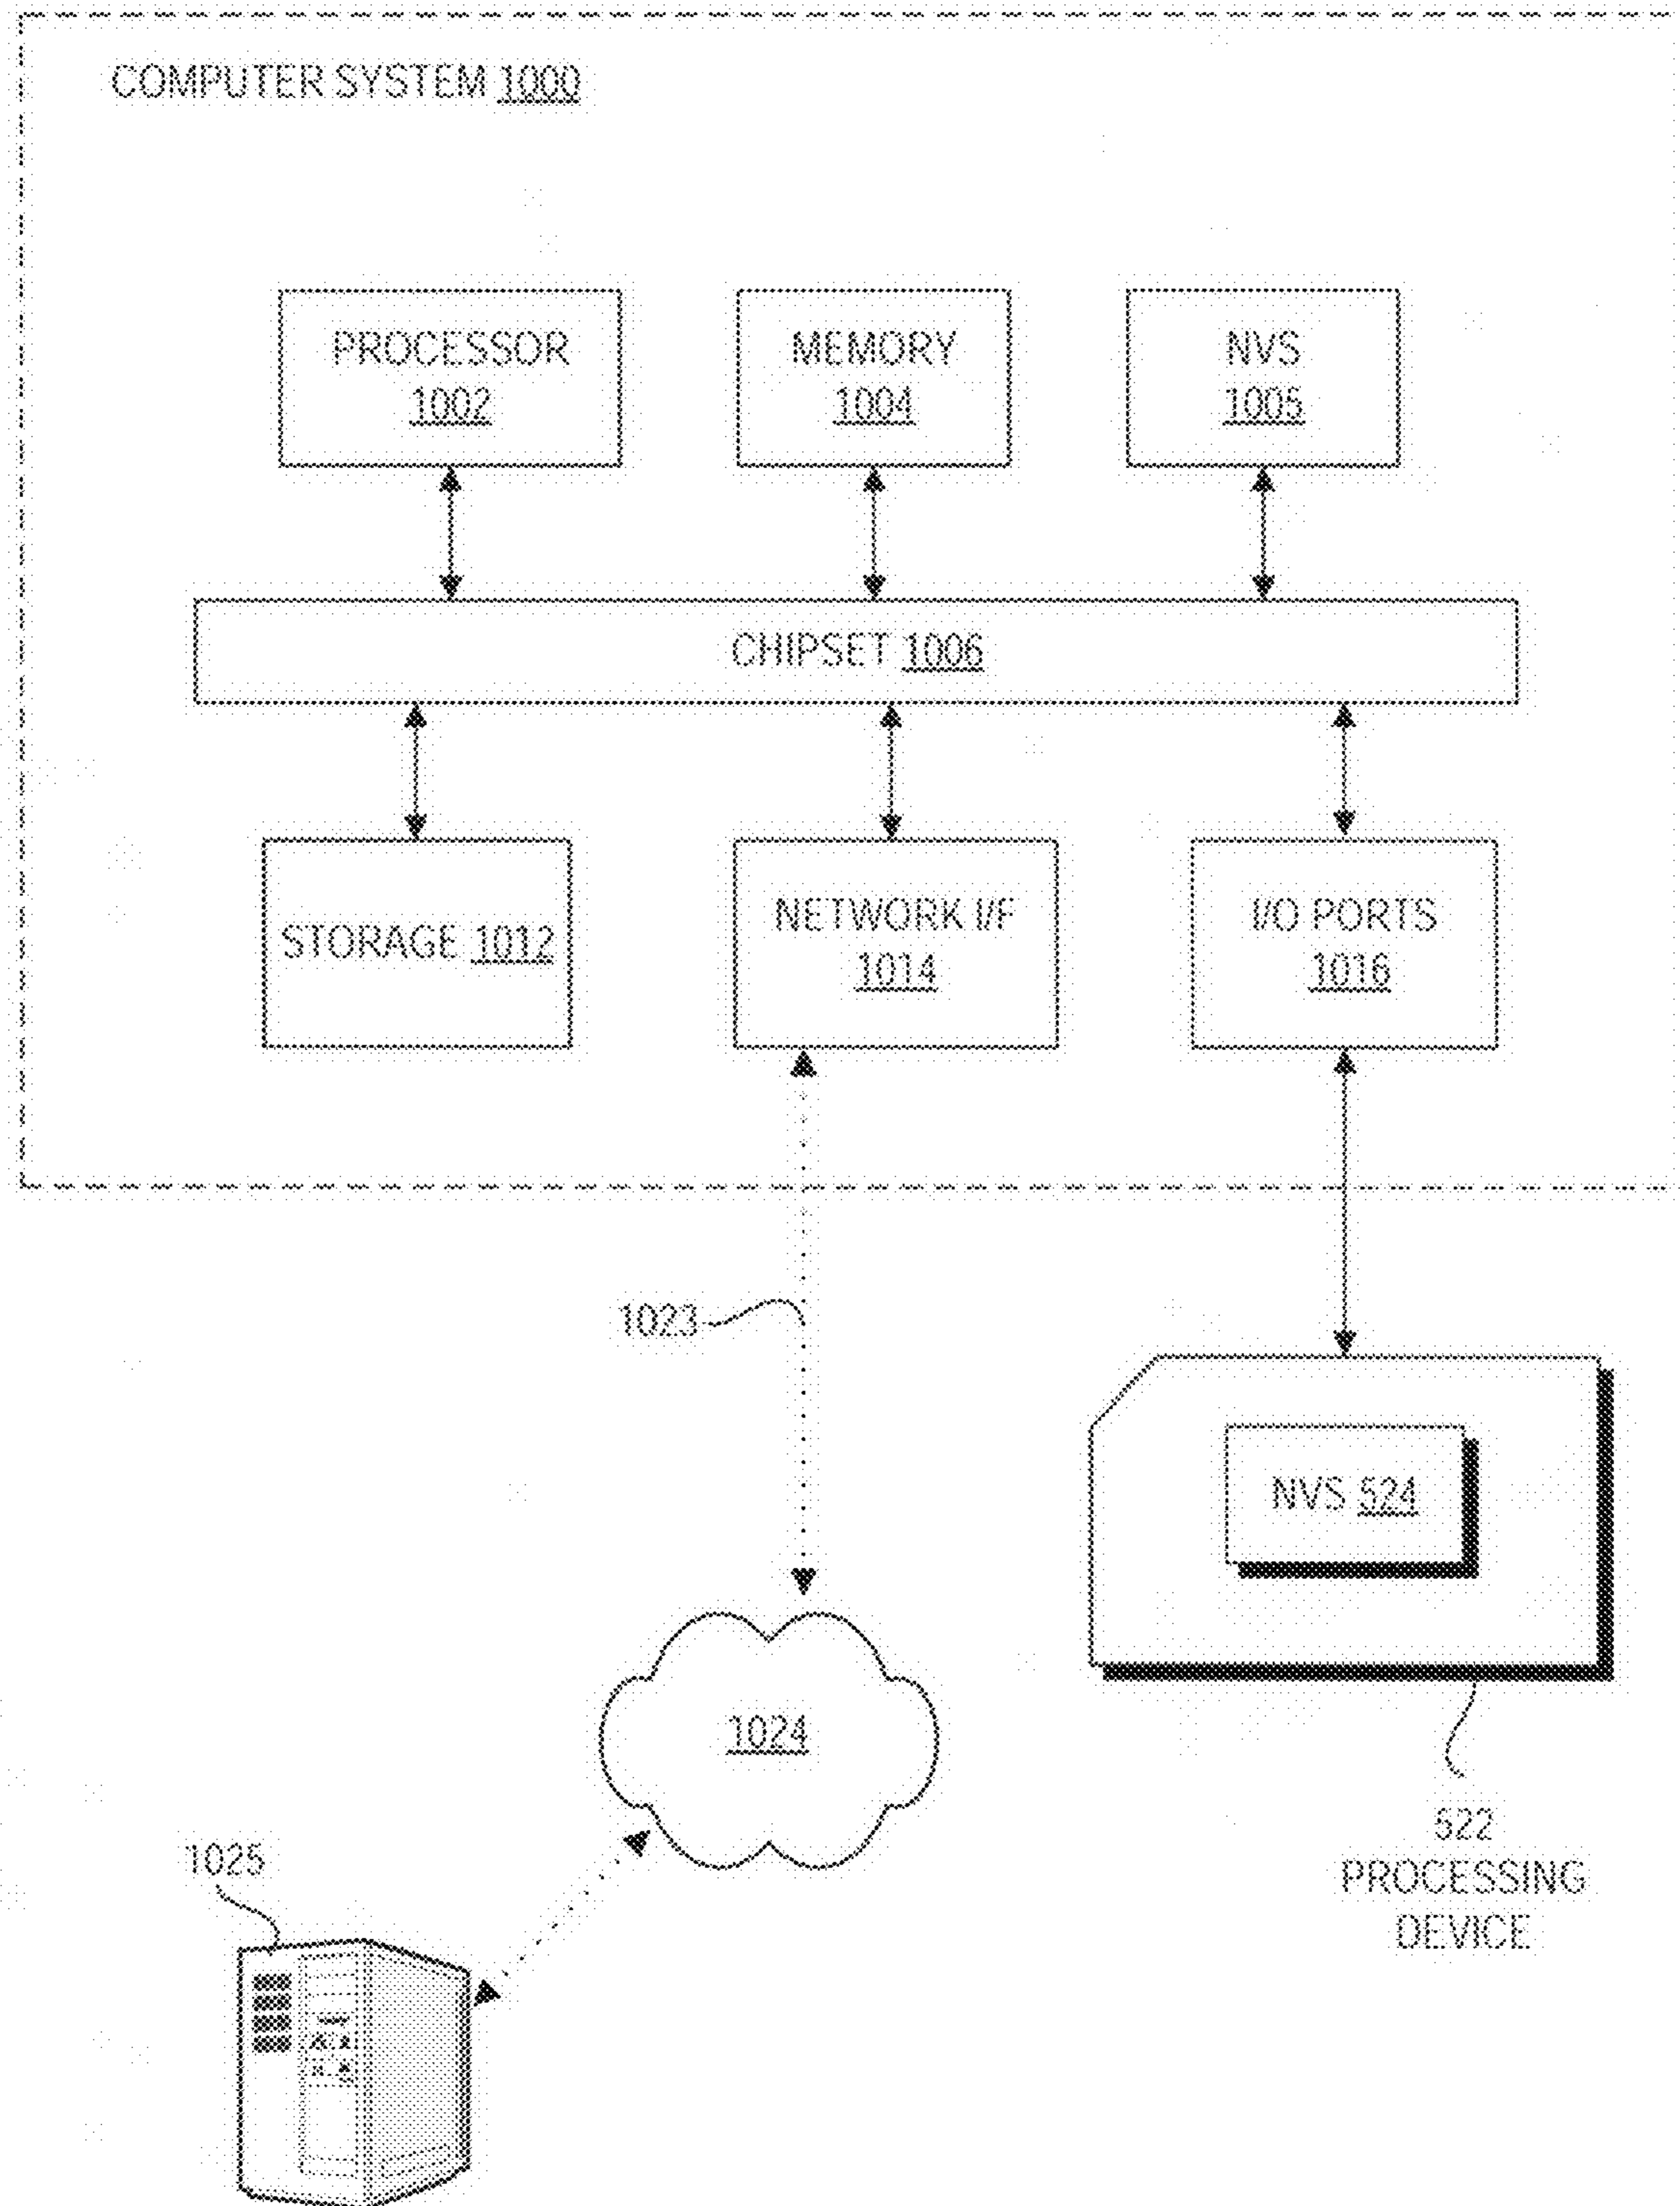 COMPUTER SYSTEM 1000
PROCESSOR
1002
MEMORY
1004
NVS
1005
CHIPSET 1006
STORAGE 1012
NETWORK I/F
1014
I/O PORTS
1016
1023
NVS 524
1024
522
PROCESSING
DEVICE
1025